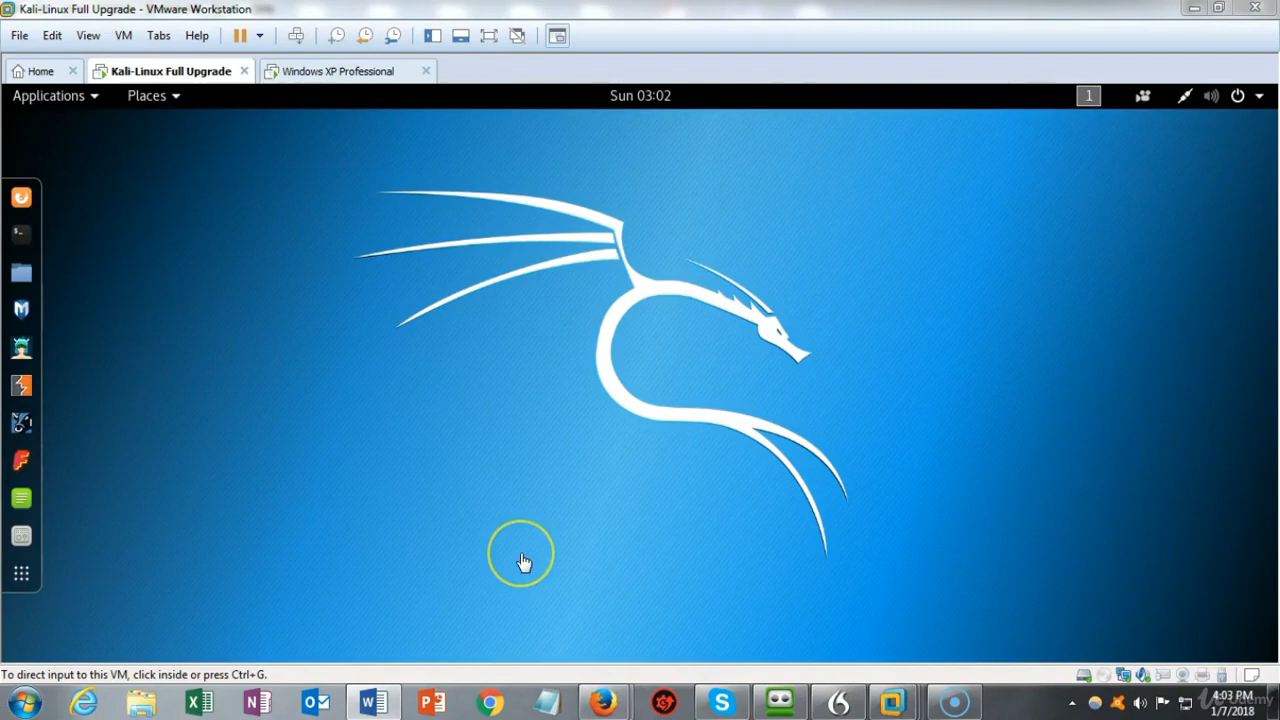 Kali-Linux Full Upgrade - VMware Workstation
File Edit View VM Tabs Help
Home Kali-Linux Full Upgrade Windows XP Professional
Applications Places Sun 03:02 1
To direct input to this VM, click inside or press Ctrl+G.
4:03 PM
1/7/2018
Udemy